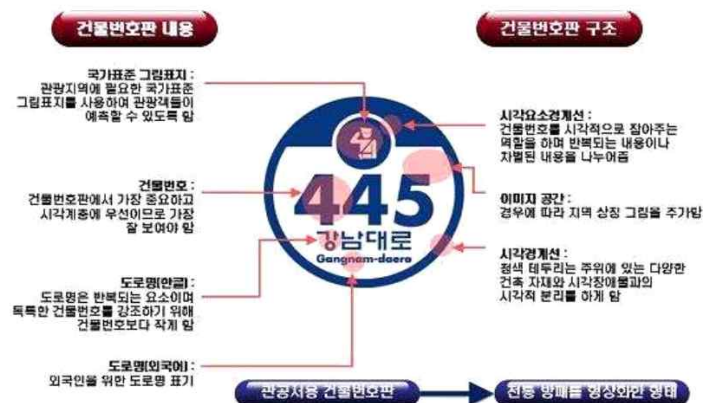 건물번호판 내용
건물번호판 구조
국가표준 그림표지 :
관광지역에 필요한 국가표준
그림표지를 사용하여 관광객들이
예측할 수 있도록 함
건물번호 :
건물번호판에서 가장 중요하고
시각계층에 우선이므로 가장
잘 보여야 함
도로명(한글) :
도로명은 반복되는 요소이며
독특한 건물번호를 강조하기 위해
건물번호보다 작게 함
도로명(외국어) :
외국인을 위한 도로명 표기
445
강남대로
Gangnam-daero
시각요소경계선 :
건물번호를 시각적으로 잡아주는
역할을 하며 반복되는 내용이나
차별된 내용을 나누어줌
이미지 공간 :
경우에 따라 지역 상징 그림을 추가함
시각경계선 :
청색 테두리는 주위에 있는 다양한
건축 자재와 시각장애물과의
시각적 분리를 하게 함
관공서용 건물번호판
전통 방패를 형상화한 형태